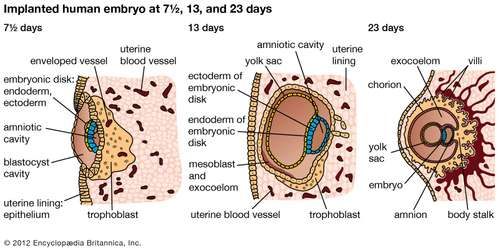 Implanted human embryo at 7½, 13, and 23 days
7½ days
enveloped vessel
uterine
blood vessel
embryonic disk:
endoderm,
ectoderm
amniotic
cavity
blastocyst
cavity
uterine lining:
epithelium
trophoblast
13 days
amniotic cavity
yolk sac
uterine
lining
ectoderm of
embryonic
disk
endoderm of
embryonic
disk
mesoblast
and
exocoelom
uterine blood vessel
trophoblast
23 days
exocoelom
villi
chorion
yolk
sac
embryo
amnion
body stalk
© 2012 Encyclopædia Britannica, Inc.